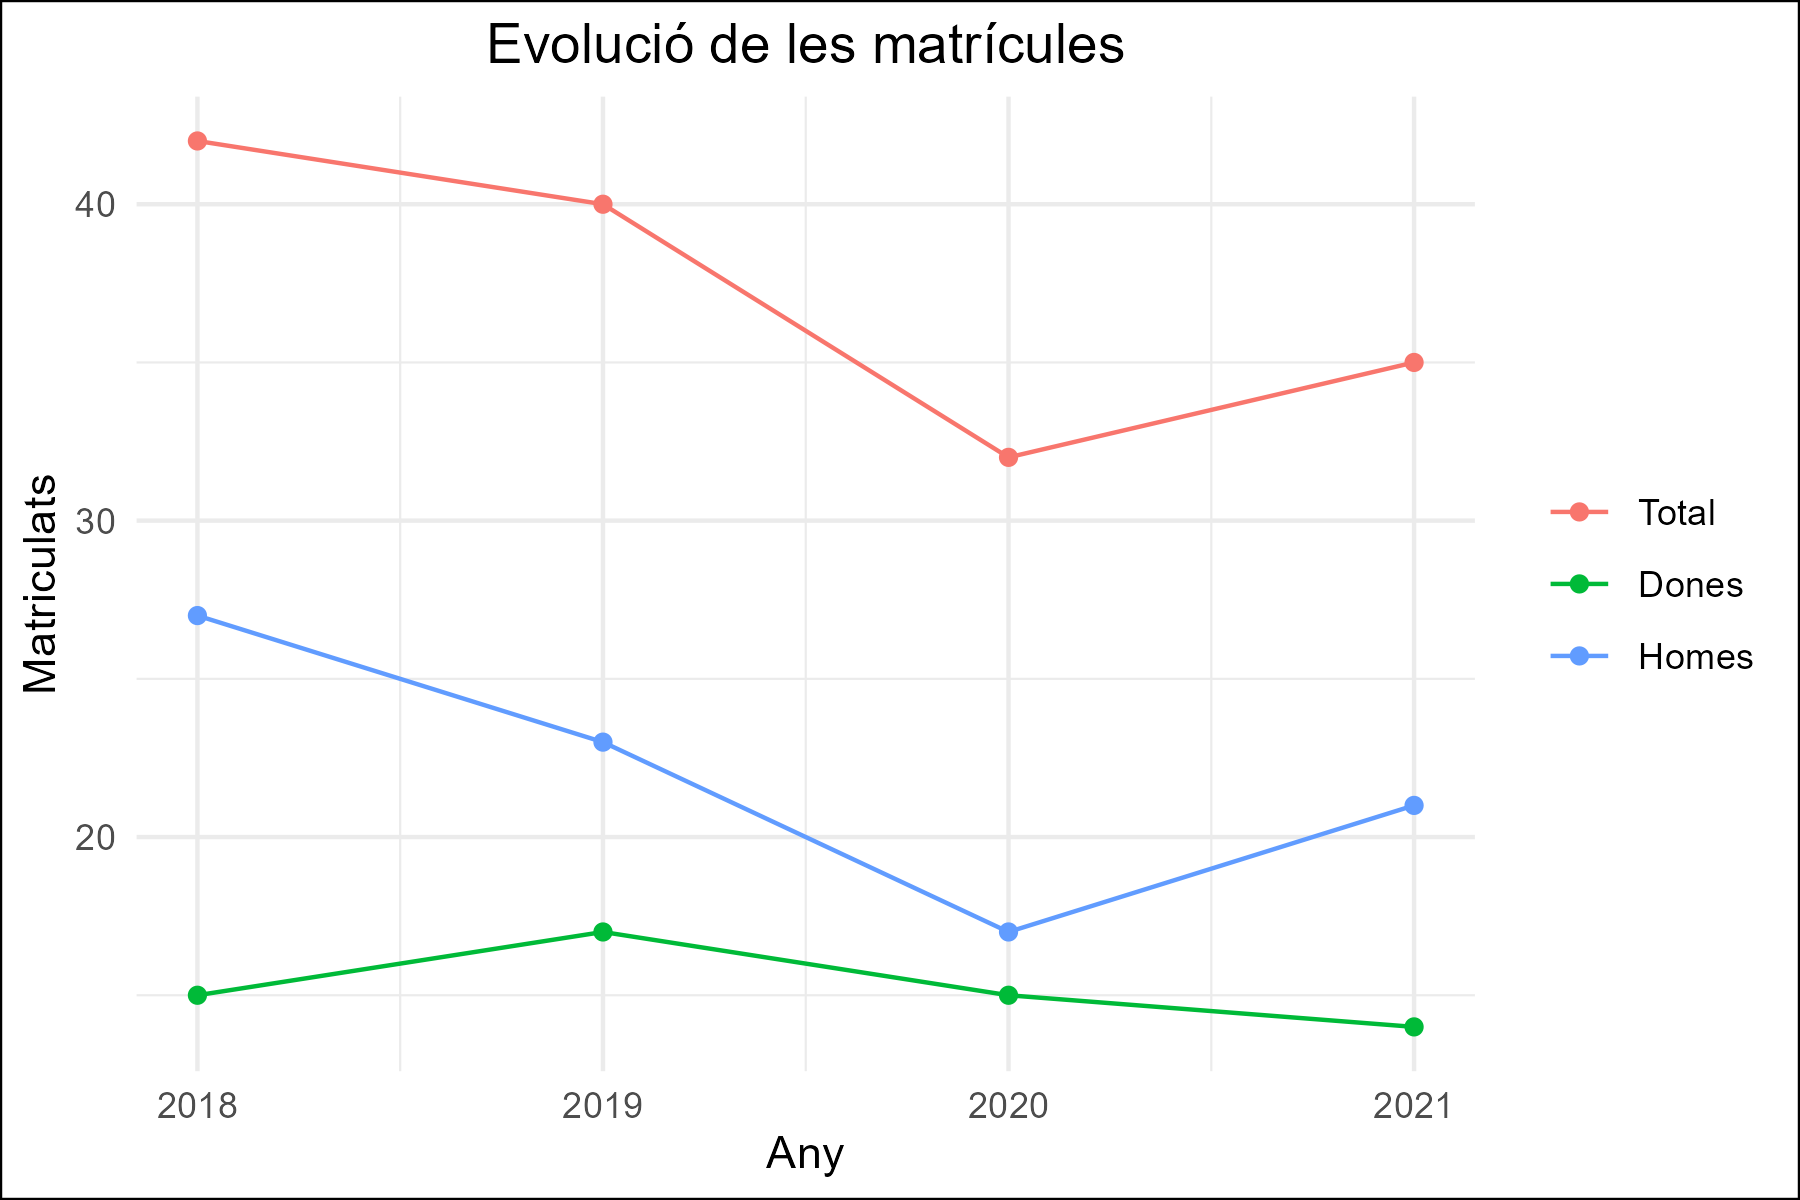 Evolució de les matrícules
Matriculats
40
30
20
2018
2019
2020
2021
Any
Total
Dones
Homes